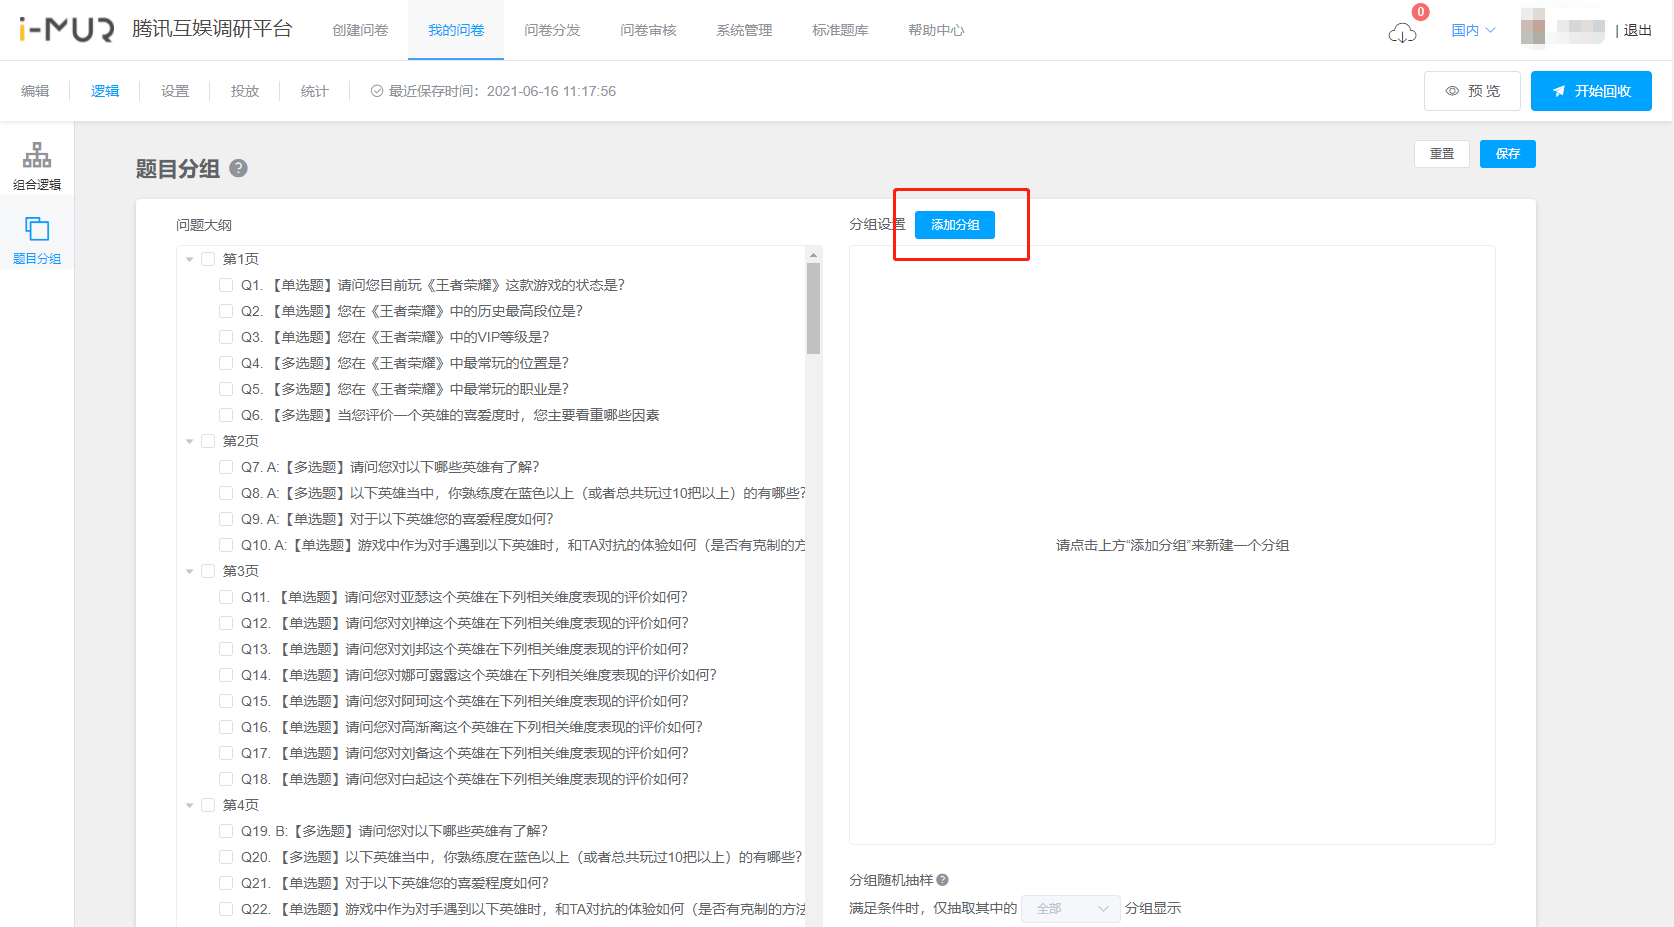 i-MUR 腾讯互娱调研平台 创建问卷 我的问卷 问卷分发 问卷审核 系统管理 标准题库 帮助中心 0 国内 | 退出
编辑 逻辑 设置 投放 统计 最近保存时间：2021-06-16 11:17:56 预 览 开始回收
组合逻辑
题目分组
题目分组 ? 重置 保存
问题大纲
第1页
Q1. 【单选题】请问您目前玩《王者荣耀》这款游戏的状态是?
Q2. 【单选题】您在《王者荣耀》中的历史最高段位是?
Q3. 【单选题】您在《王者荣耀》中的VIP等级是?
Q4. 【多选题】您在《王者荣耀》中最常玩的位置是?
Q5. 【多选题】您在《王者荣耀》中最常玩的职业是?
Q6. 【多选题】当您评价一个英雄的喜爱度时，您主要看重哪些因素
第2页
Q7. A:【多选题】请问您对以下哪些英雄有了解?
Q8. A:【多选题】以下英雄当中，你熟练度在蓝色以上（或者总共玩过10把以上）的有哪些?
Q9. A:【单选题】对于以下英雄您的喜爱程度如何?
Q10. A:【单选题】游戏中作为对手遇到以下英雄时，和TA对抗的体验如何（是否有克制的方
第3页
Q11. 【单选题】请问您对亚瑟这个英雄在下列相关维度表现的评价如何?
Q12. 【单选题】请问您对刘禅这个英雄在下列相关维度表现的评价如何?
Q13. 【单选题】请问您对刘邦这个英雄在下列相关维度表现的评价如何?
Q14. 【单选题】请问您对娜可露露这个英雄在下列相关维度表现的评价如何?
Q15. 【单选题】请问您对阿珂这个英雄在下列相关维度表现的评价如何?
Q16. 【单选题】请问您对高渐离这个英雄在下列相关维度表现的评价如何?
Q17. 【单选题】请问您对刘备这个英雄在下列相关维度表现的评价如何?
Q18. 【单选题】请问您对白起这个英雄在下列相关维度表现的评价如何?
第4页
Q19. B:【多选题】请问您对以下哪些英雄有了解?
Q20. 【多选题】以下英雄当中，你熟练度在蓝色以上（或者总共玩过10把以上）的有哪些?
Q21. 【单选题】对于以下英雄您的喜爱程度如何?
Q22. 【单选题】游戏中作为对手遇到以下英雄时，和TA对抗的体验如何（是否有克制的方法
分组设置 添加分组
请点击上方“添加分组”来新建一个分组
分组随机抽样 ?
满足条件时，仅抽取其中的 全部 分组显示